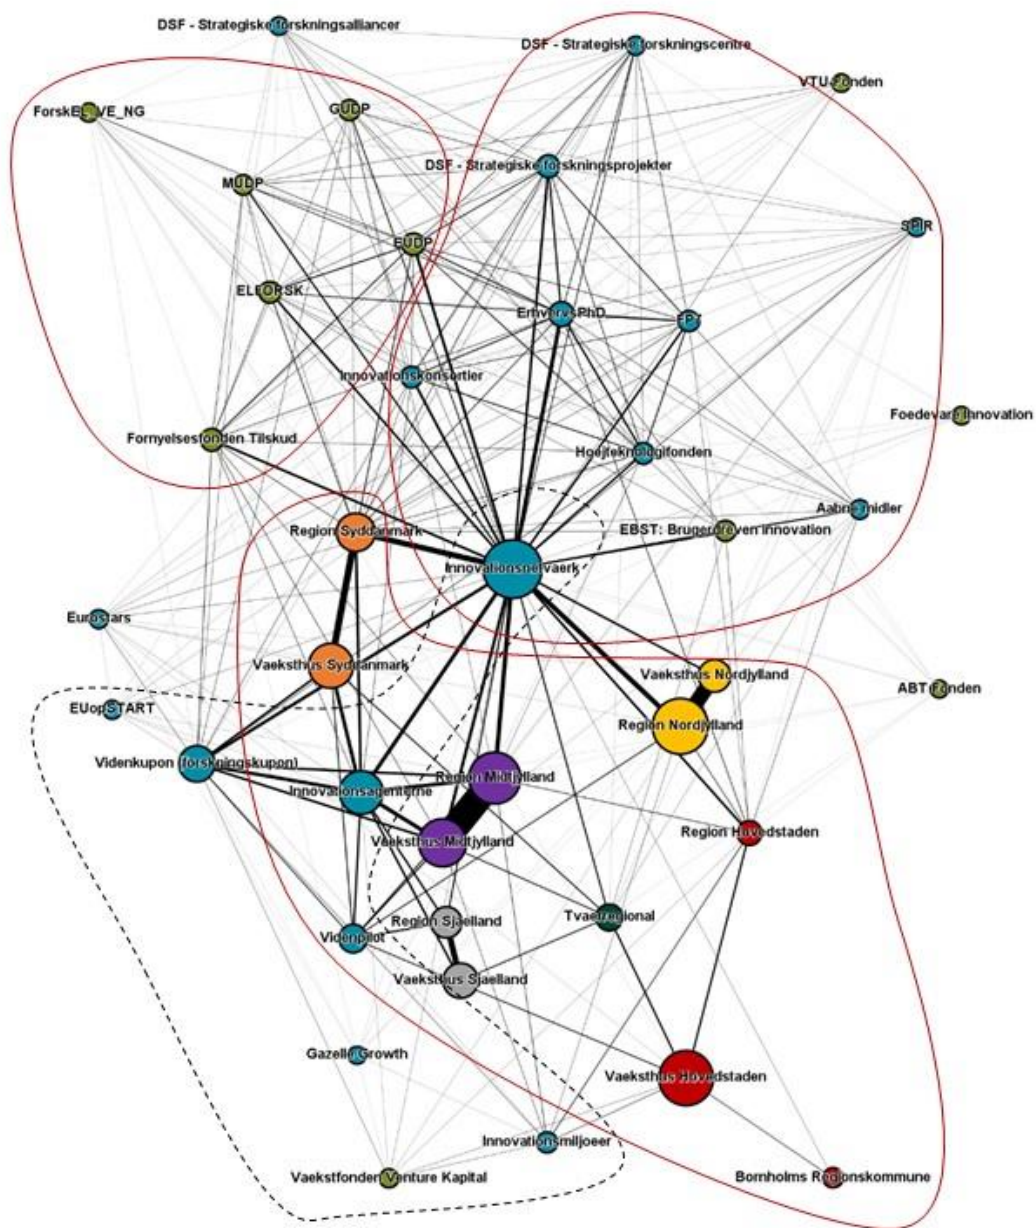 DSF - Strategiske forskningsalliancer
DSF - Strategiske forskningscentre
VTU-Fonden
ForskEL_VE_NG
GUDP
DSF - Strategiske forskningsprojekter
MUDP
SPIR
EUDP
ELFORSK
ErhvervsPhD
FP7
Innovationskonsortier
Foedevare Innovation
Fornyelsesfonden Tilskud
Hoejteknologifonden
Aabne midler
Region Syddanmark
EBST: Brugerdreven innovation
Innovationsnetvaerk
Eurostars
Vaeksthus Syddanmark
Vaeksthus Nordjylland
ABT Fonden
EUopSTART
Region Nordjylland
Videnkupon (forskningskupon)
Region Midtjylland
Innovationsagenterne
Region Hovedstaden
Vaeksthus Midtjylland
Region Sjaelland
Tvaerregional
Videnpilot
Vaeksthus Sjaelland
Gazelle Growth
Vaeksthus Hovedstaden
Innovationsmiljoeer
Vaekstfonden Venture Kapital
Bornholms Regionskommune